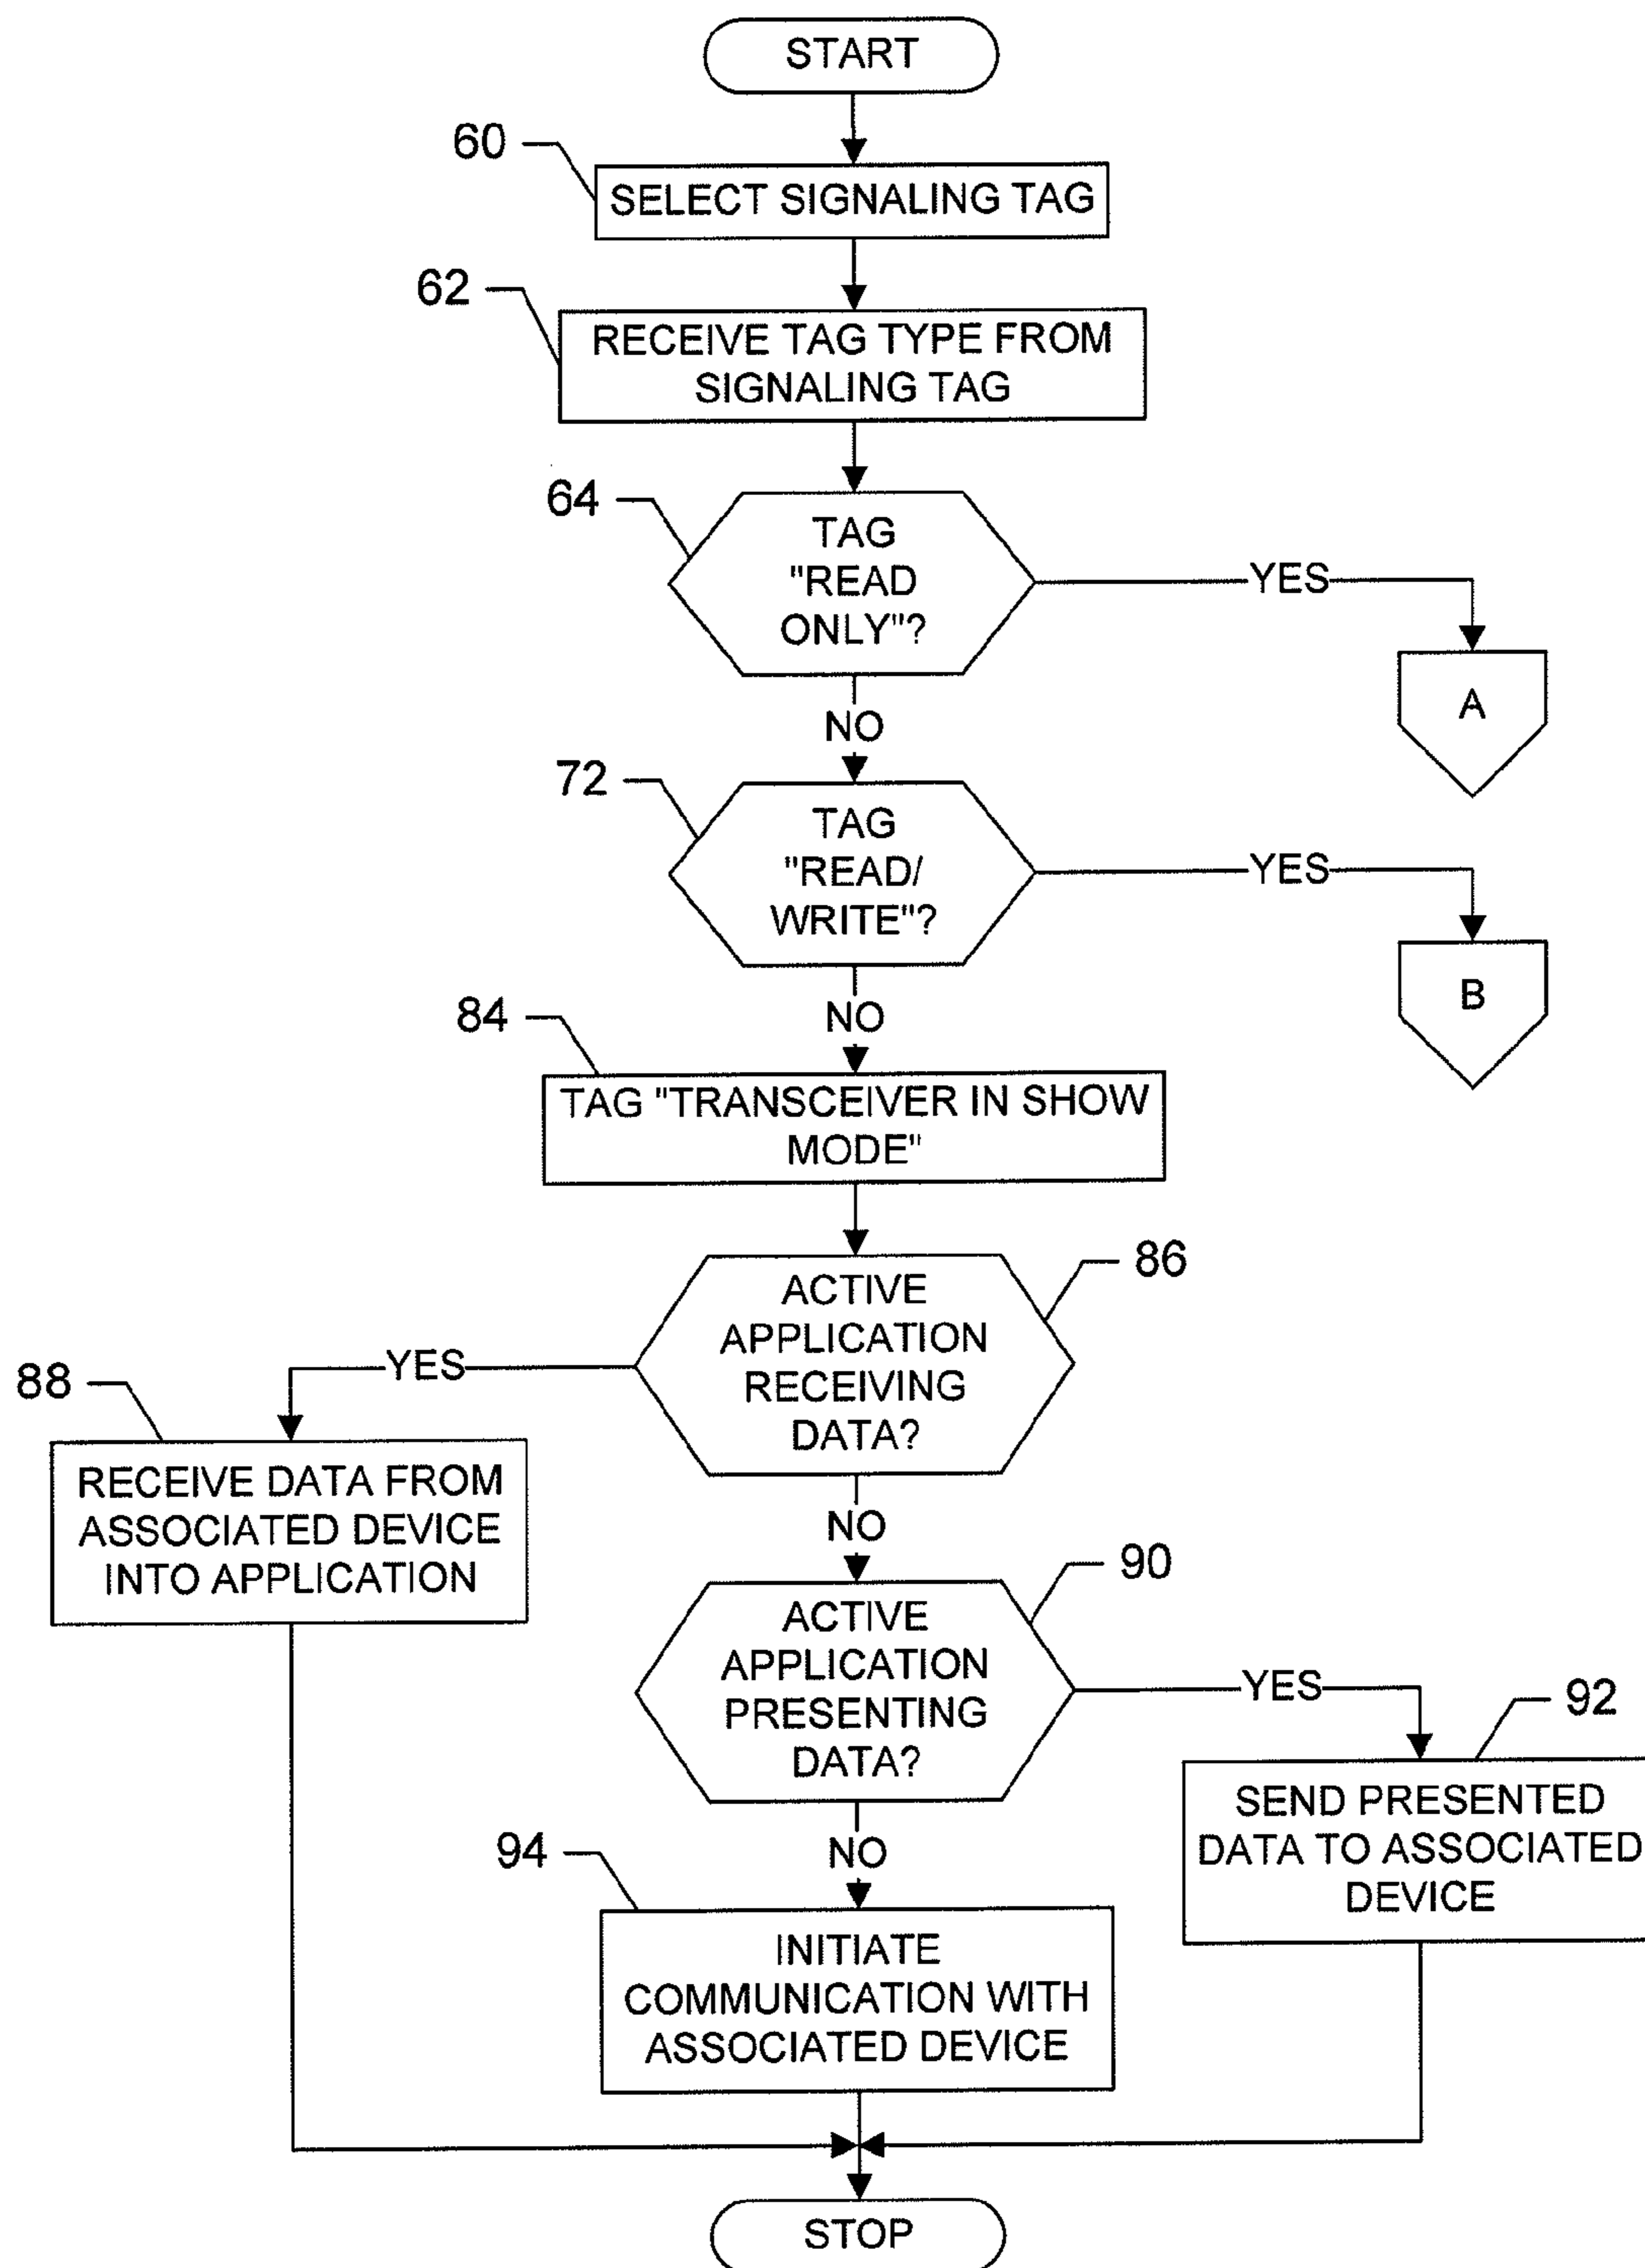 START
60
SELECT SIGNALING TAG
62
RECEIVE TAG TYPE FROM
SIGNALING TAG
64
TAG
"READ
ONLY"?
YES
A
NO
72
TAG
"READ/
WRITE"?
YES
B
NO
84
TAG "TRANSCEIVER IN SHOW
MODE"
86
ACTIVE
APPLICATION
RECEIVING
DATA?
YES
88
RECEIVE DATA FROM
ASSOCIATED DEVICE
INTO APPLICATION
NO
90
ACTIVE
APPLICATION
PRESENTING
DATA?
YES
92
SEND PRESENTED
DATA TO ASSOCIATED
DEVICE
NO
94
INITIATE
COMMUNICATION WITH
ASSOCIATED DEVICE
STOP